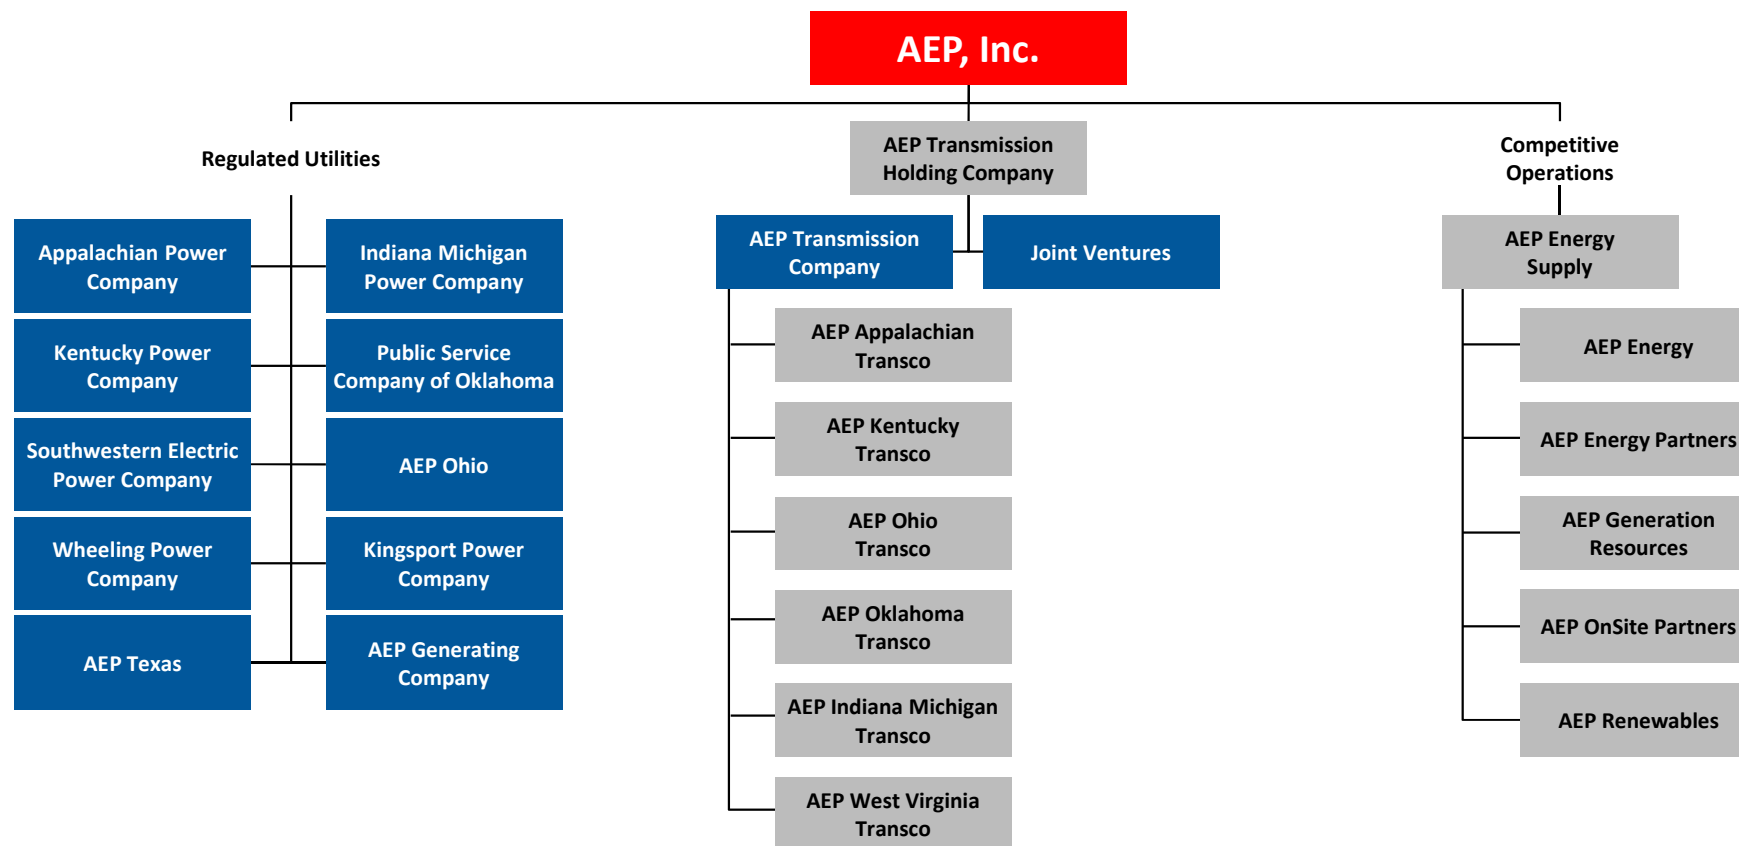 AEP, Inc.
Regulated Utilities
Appalachian Power
Company
Indiana Michigan
Power Company
Kentucky Power
Company
Public Service
Company of Oklahoma
Southwestern Electric
Power Company
AEP Ohio
Wheeling Power
Company
Kingsport Power
Company
AEP Texas
AEP Generating
Company
AEP Transmission
Holding Company
AEP Transmission
Company
Joint Ventures
AEP Appalachian
Transco
AEP Kentucky
Transco
AEP Ohio
Transco
AEP Oklahoma
Transco
AEP Indiana Michigan
Transco
AEP West Virginia
Transco
Competitive
Operations
AEP Energy
Supply
AEP Energy
AEP Energy Partners
AEP Generation
Resources
AEP OnSite Partners
AEP Renewables